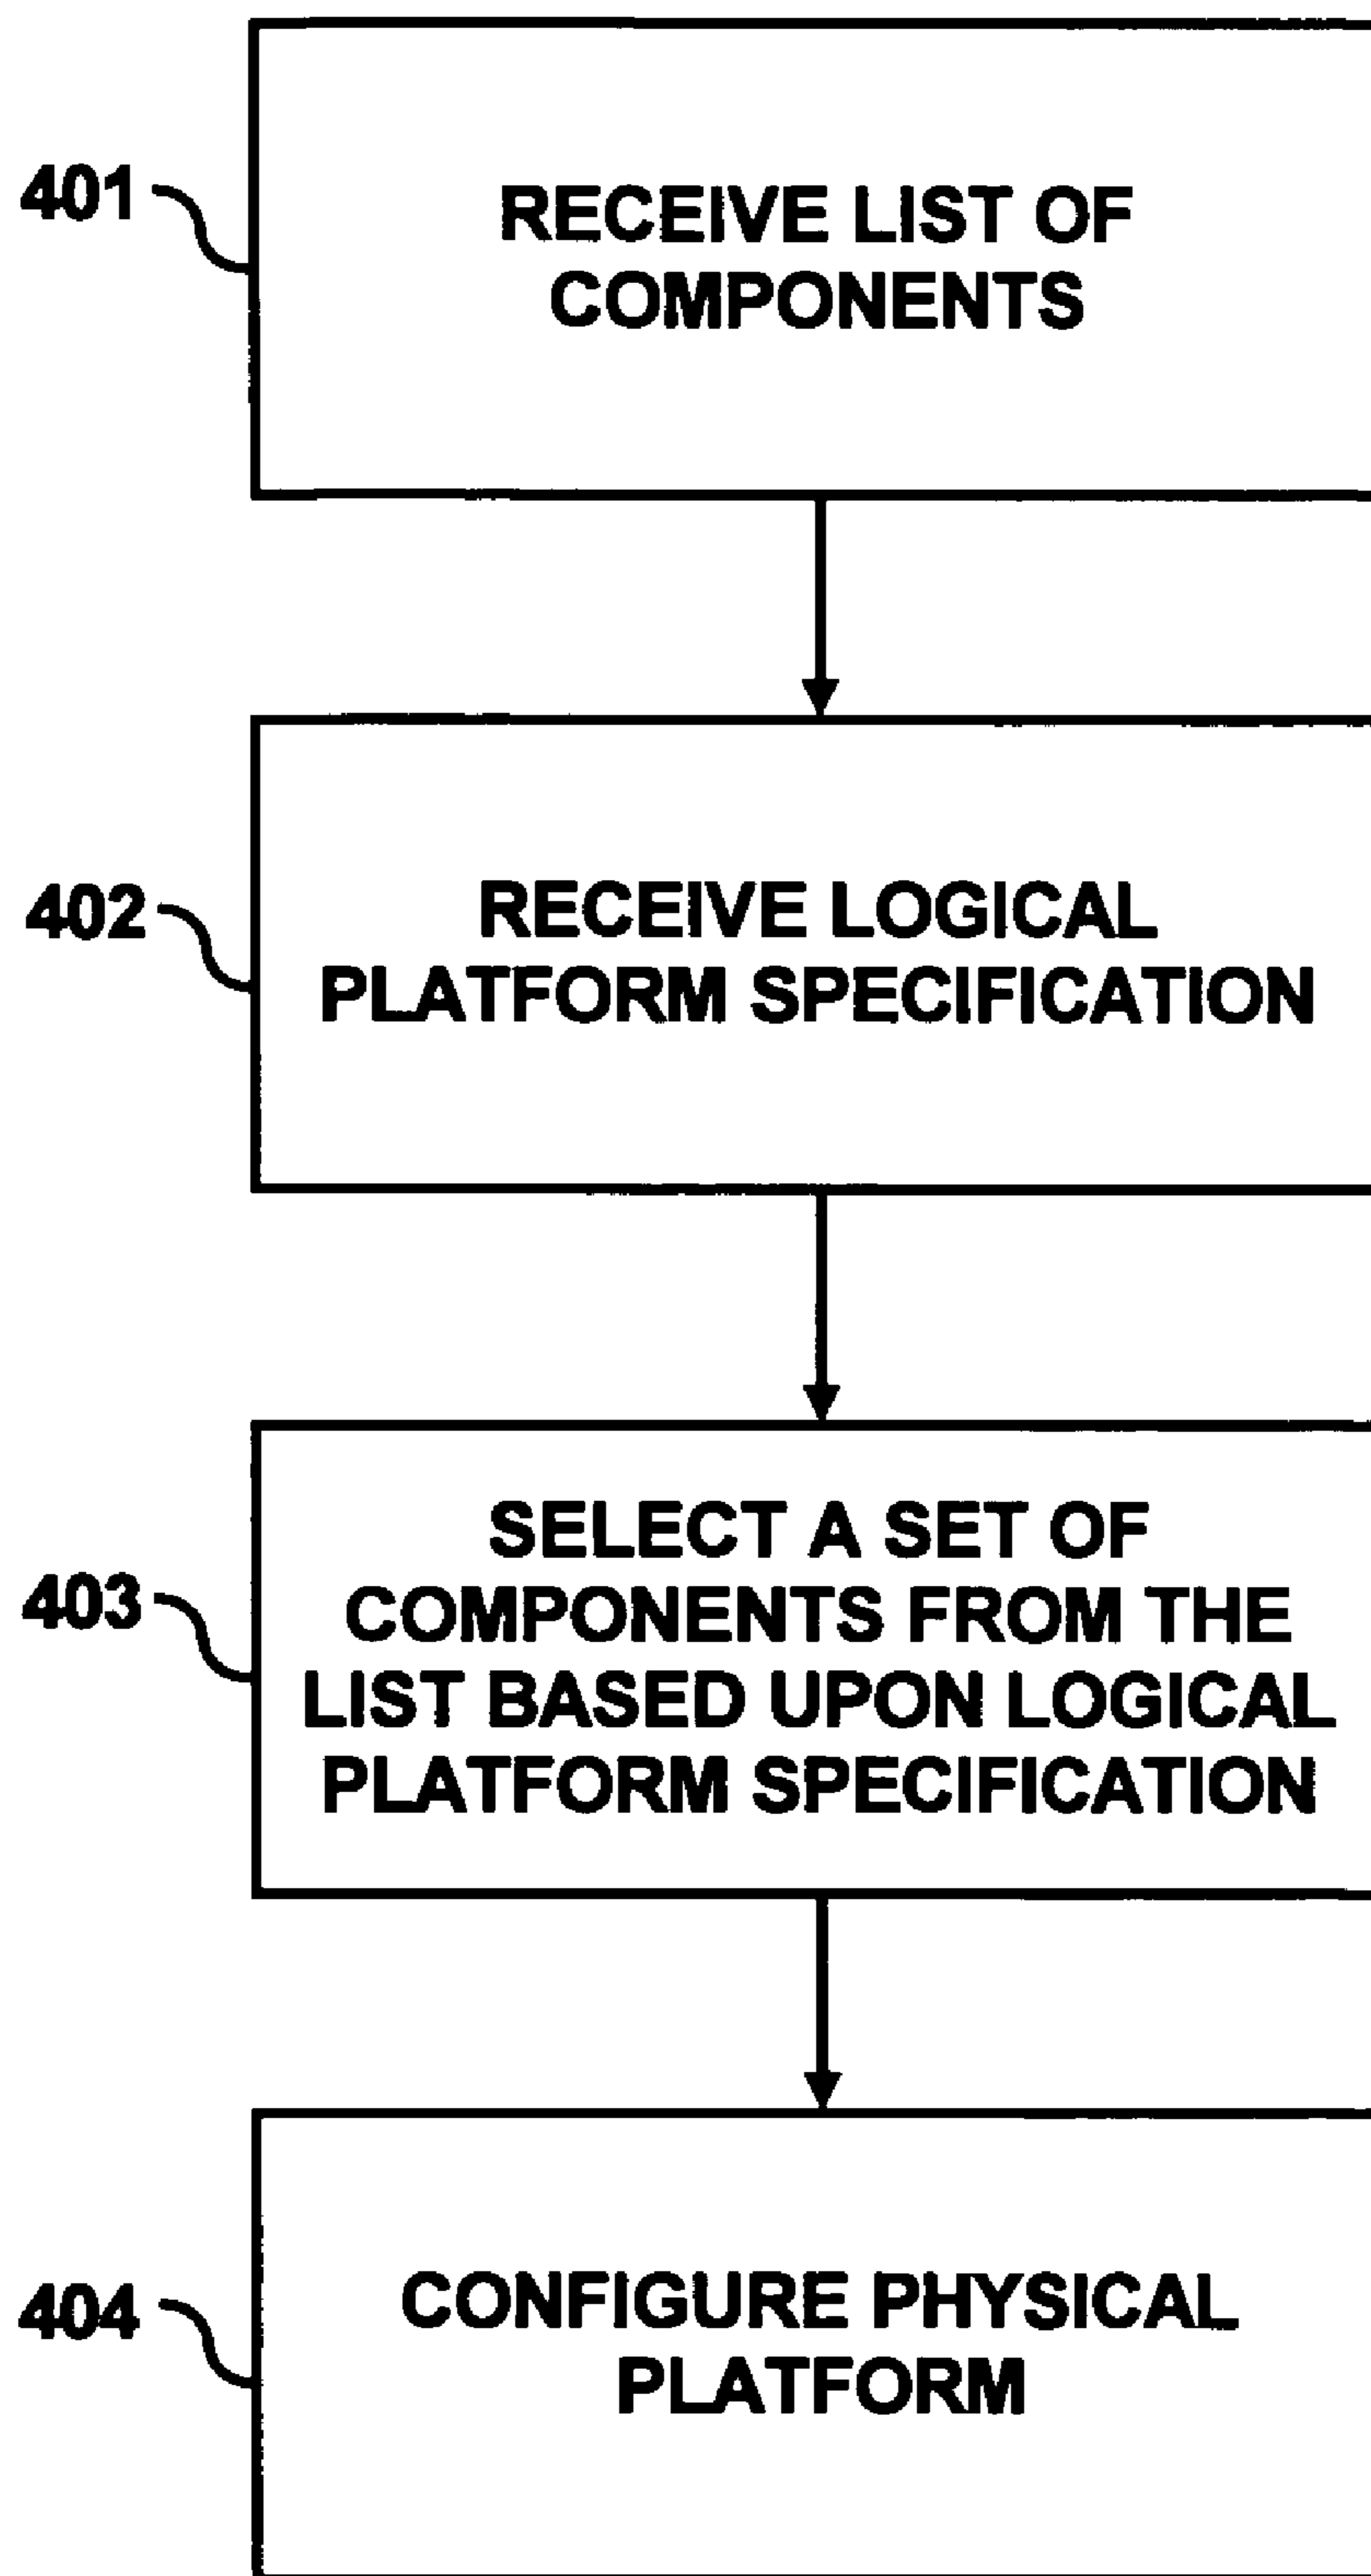 401
RECEIVE LIST OF
COMPONENTS
402
RECEIVE LOGICAL
PLATFORM SPECIFICATION
403
SELECT A SET OF
COMPONENTS FROM THE
LIST BASED UPON LOGICAL
PLATFORM SPECIFICATION
404
CONFIGURE PHYSICAL
PLATFORM